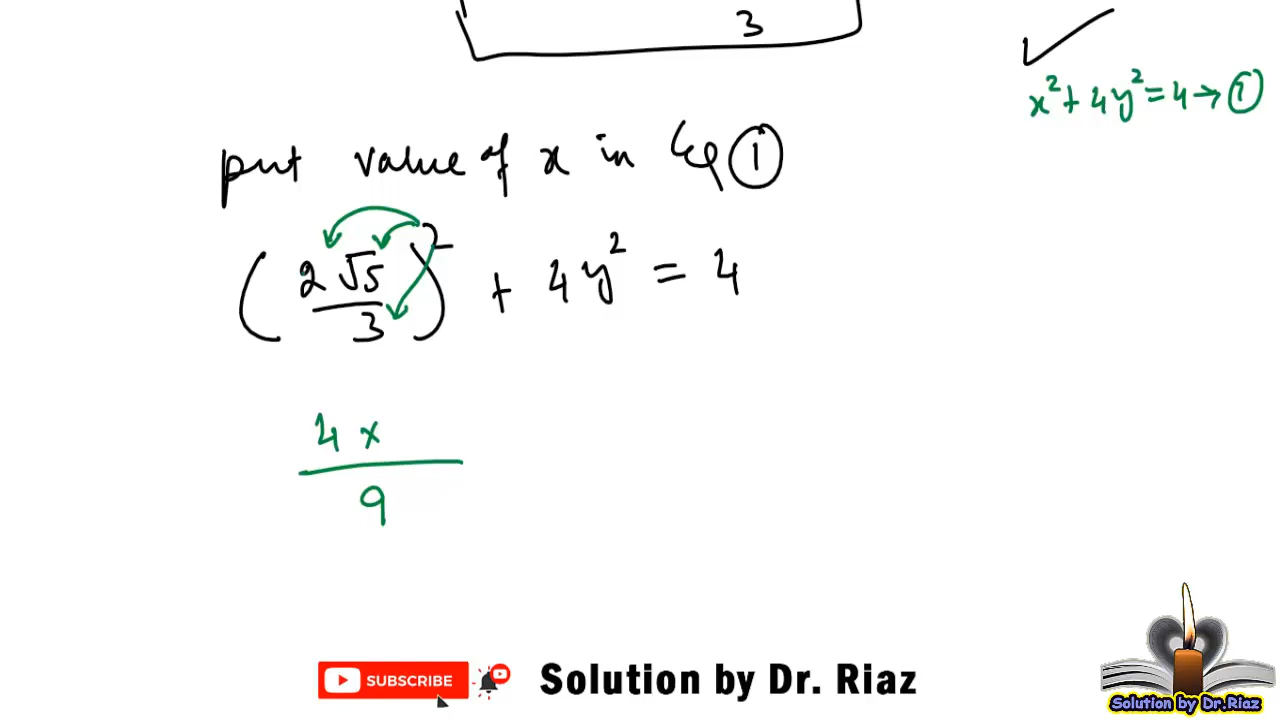 3
x² + 4y² = 4 → ①
put value of x in Eq ①
(2√5/3)² + 4y² = 4
4 x
9
SUBSCRIBE
Solution by Dr. Riaz
Solution by Dr.Riaz